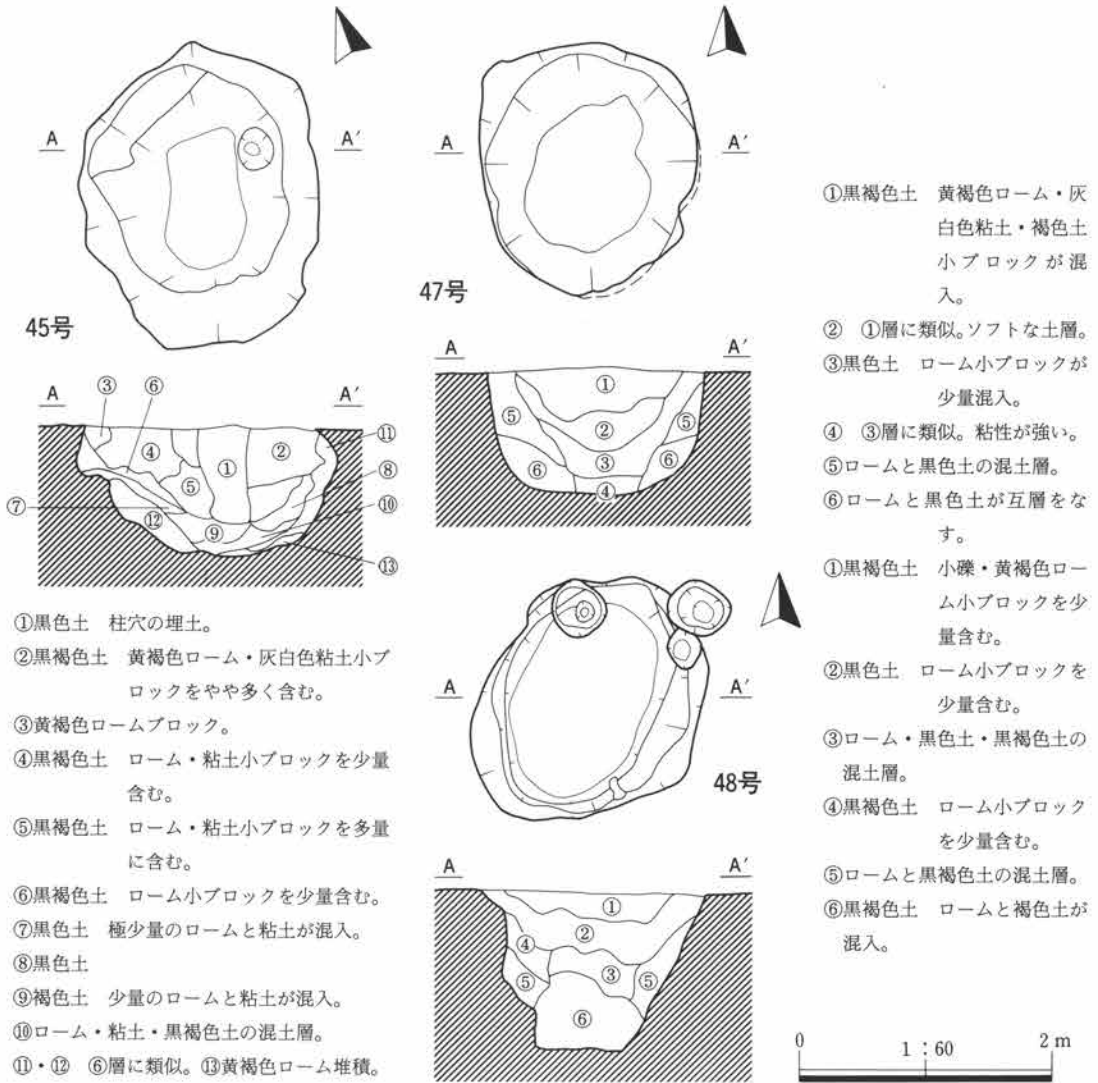 A
A′
45号
A
A′
③
⑥
④
⑤
①
②
⑪
⑧
⑩
⑦
⑫
⑨
⑬
①黒色土 柱穴の埋土。
②黒褐色土 黄褐色ローム・灰白色粘土小ブ
ロックをやや多く含む。
③黄褐色ロームブロック。
④黒褐色土 ローム・粘土小ブロックを少量
含む。
⑤黒褐色土 ローム・粘土小ブロックを多量
に含む。
⑥黒褐色土 ローム小ブロックを少量含む。
⑦黒色土 極少量のロームと粘土が混入。
⑧黒色土
⑨褐色土 少量のロームと粘土が混入。
⑩ローム・粘土・黒褐色土の混土層。
⑪・⑫ ⑥層に類似。⑬黄褐色ローム堆積。
A
A′
47号
A
A′
①
②
③
④
⑤
⑤
⑥
⑥
A
A′
48号
A
A′
①
②
④
③
⑤
⑤
⑥
①黒褐色土 黄褐色ローム・灰
白色粘土・褐色土
小ブロックが混
入。
② ①層に類似。ソフトな土層。
③黒色土 ローム小ブロックが
少量混入。
④ ③層に類似。粘性が強い。
⑤ロームと黒色土の混土層。
⑥ロームと黒色土が互層をな
す。
①黒褐色土 小礫・黄褐色ロー
ム小ブロックを少
量含む。
②黒色土 ローム小ブロックを
少量含む。
③ローム・黒色土・黒褐色土の
混土層。
④黒褐色土 ローム小ブロック
を少量含む。
⑤ロームと黒褐色土の混土層。
⑥黒褐色土 ロームと褐色土が
混入。
0 1:60 2m